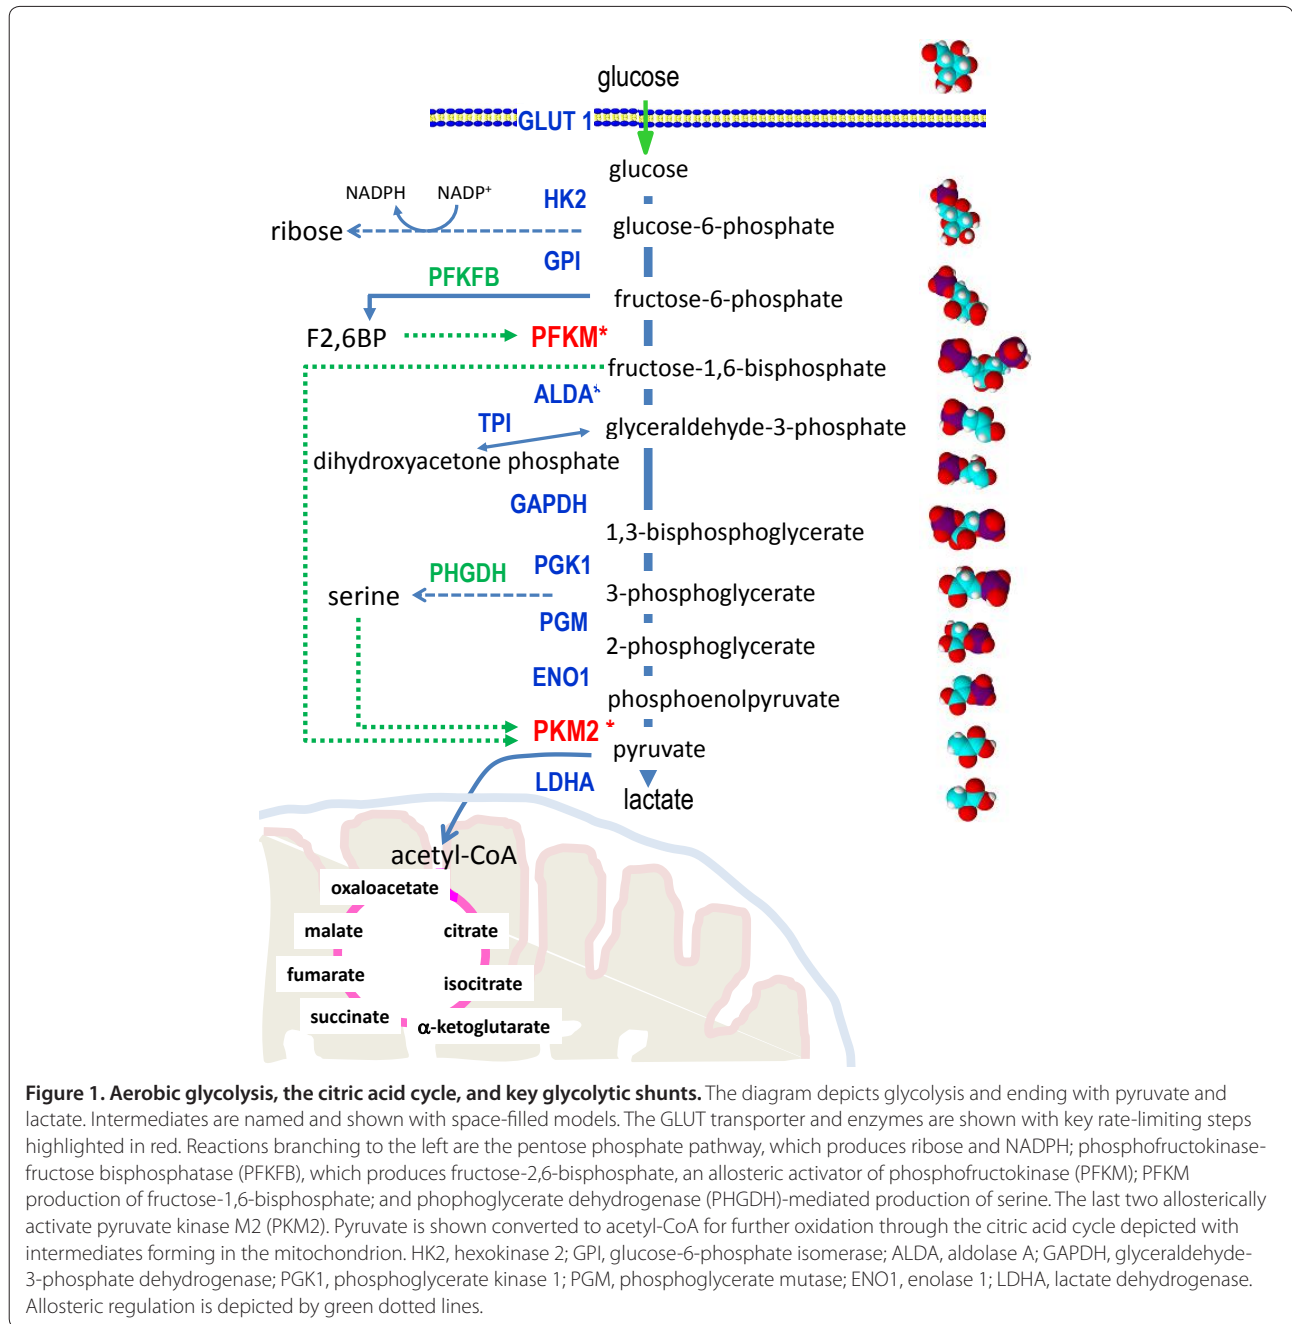 glucose
GLUT 1
glucose
NADPH NADP⁺
HK2
ribose
glucose-6-phosphate
GPI
PFKFB
fructose-6-phosphate
F2,6BP
PFKM*
fructose-1,6-bisphosphate
ALDA*
TPI
glyceraldehyde-3-phosphate
dihydroxyacetone phosphate
GAPDH
1,3-bisphosphoglycerate
PGK1
PHGDH
serine
3-phosphoglycerate
PGM
2-phosphoglycerate
ENO1
phosphoenolpyruvate
PKM2 *
pyruvate
LDHA
lactate
acetyl-CoA
oxaloacetate
malate
citrate
fumarate
isocitrate
succinate
α-ketoglutarate
Figure 1. Aerobic glycolysis, the citric acid cycle, and key glycolytic shunts. The diagram depicts glycolysis and ending with pyruvate and
lactate. Intermediates are named and shown with space-filled models. The GLUT transporter and enzymes are shown with key rate-limiting steps
highlighted in red. Reactions branching to the left are the pentose phosphate pathway, which produces ribose and NADPH; phosphofructokinase-
fructose bisphosphatase (PFKFB), which produces fructose-2,6-bisphosphate, an allosteric activator of phosphofructokinase (PFKM); PFKM
production of fructose-1,6-bisphosphate; and phophoglycerate dehydrogenase (PHGDH)-mediated production of serine. The last two allosterically
activate pyruvate kinase M2 (PKM2). Pyruvate is shown converted to acetyl-CoA for further oxidation through the citric acid cycle depicted with
intermediates forming in the mitochondrion. HK2, hexokinase 2; GPI, glucose-6-phosphate isomerase; ALDA, aldolase A; GAPDH, glyceraldehyde-
3-phosphate dehydrogenase; PGK1, phosphoglycerate kinase 1; PGM, phosphoglycerate mutase; ENO1, enolase 1; LDHA, lactate dehydrogenase.
Allosteric regulation is depicted by green dotted lines.